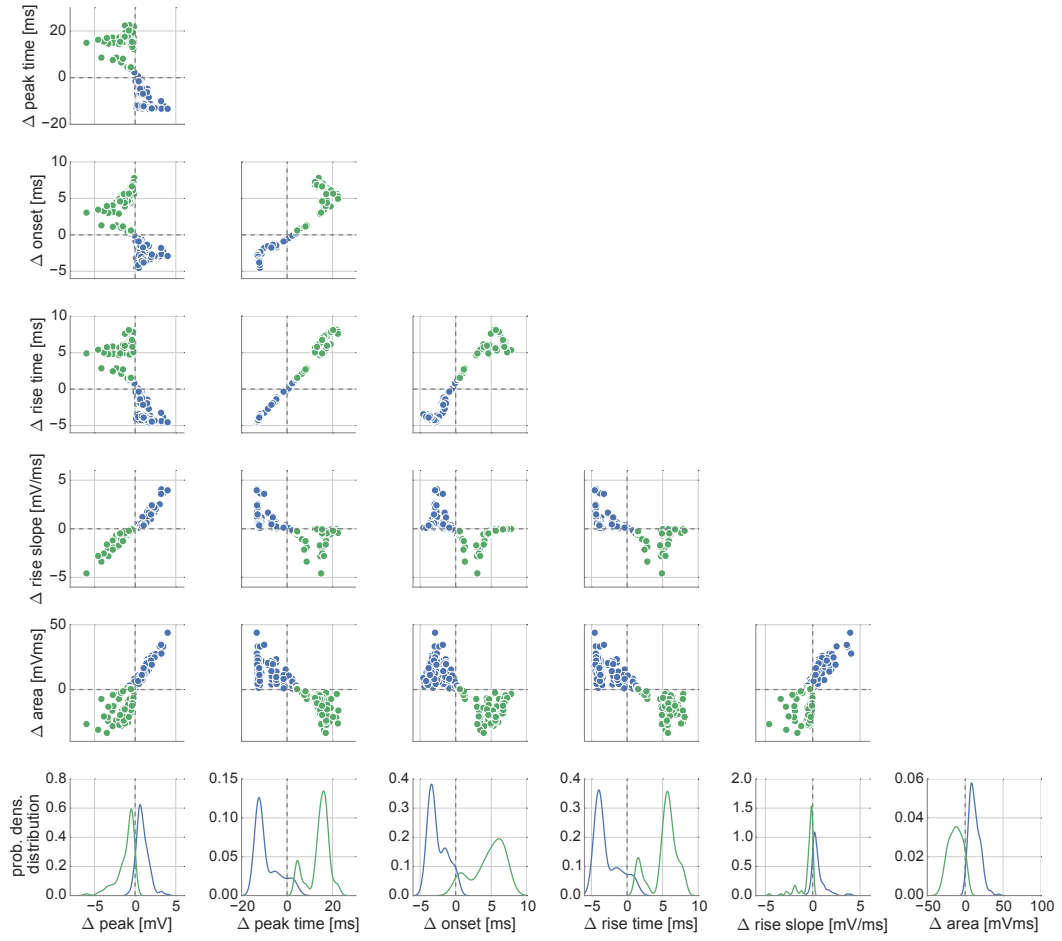 Δ peak time [ms]
20
0
−20
Δ onset [ms]
10
5
0
−5
Δ rise time [ms]
10
5
0
−5
Δ rise slope [mV/ms]
5
0
−5
Δ area [mV/ms]
50
0
prob. dens.
distribution
0.8
0.6
0.4
0.2
0.0
−5 0 5
Δ peak [mV]
0.15
0.10
0.05
0.00
−20 −10 0 10 20 30
Δ peak time [ms]
0.4
0.3
0.2
0.1
0.0
−5 0 5 10
Δ onset [ms]
0.4
0.3
0.2
0.1
0.0
−5 0 5 10
Δ rise time [ms]
2.0
1.5
1.0
0.5
0.0
−5 0 5
Δ rise slope [mV/ms]
0.06
0.04
0.02
0.00
−50 0 50 100
Δ area [mVms]